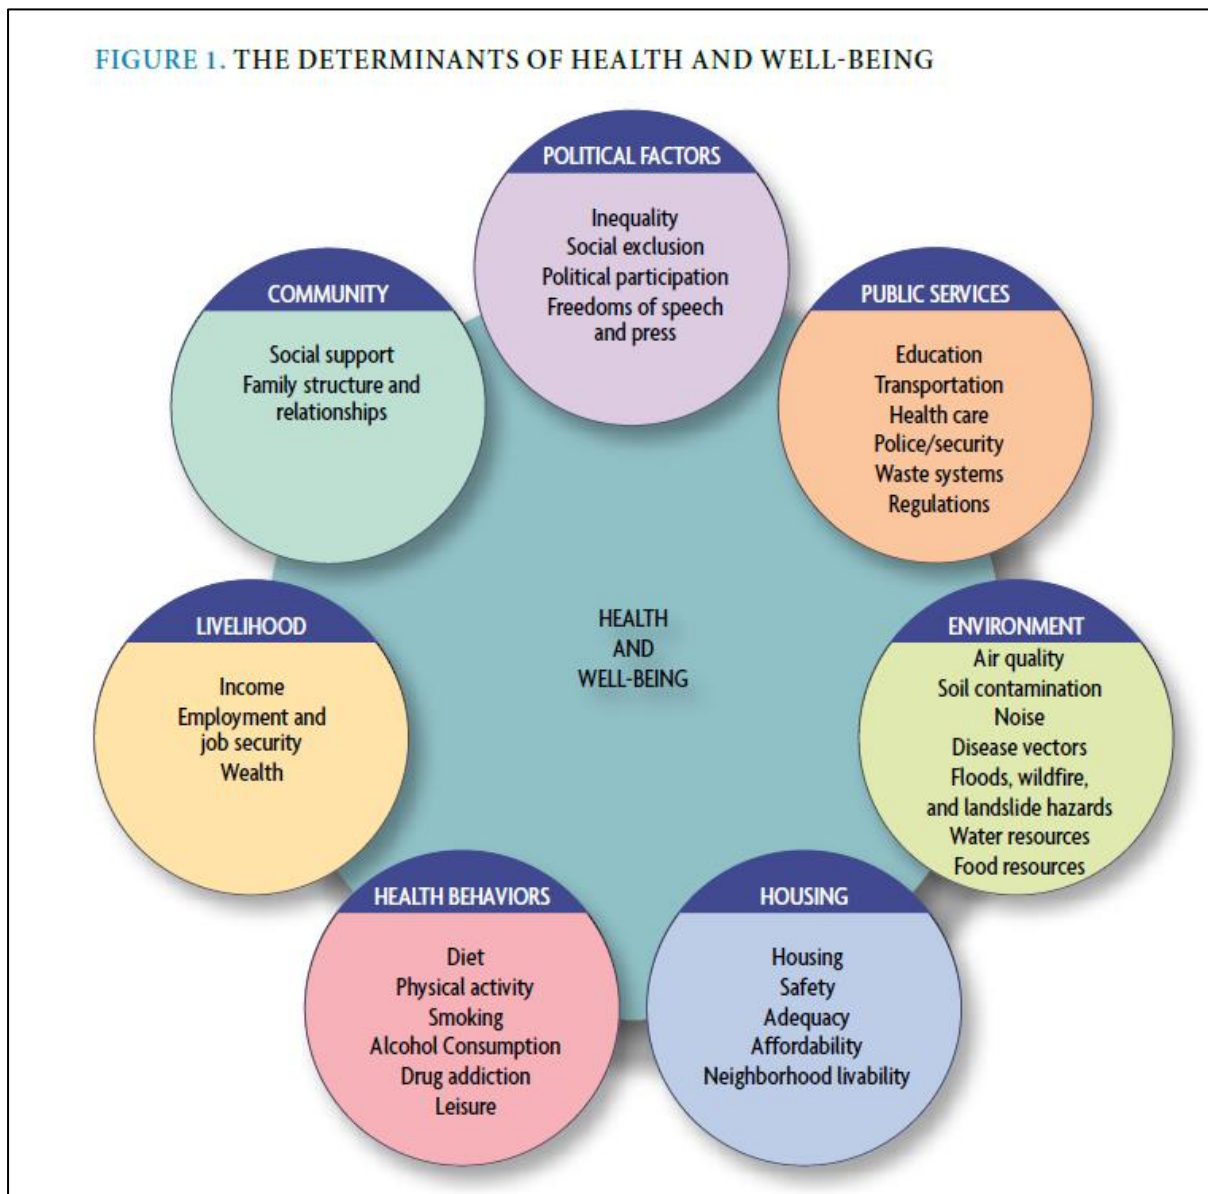 FIGURE 1. THE DETERMINANTS OF HEALTH AND WELL-BEING
POLITICAL FACTORS
Inequality
Social exclusion
Political participation
Freedoms of speech
and press
COMMUNITY
Social support
Family structure and
relationships
PUBLIC SERVICES
Education
Transportation
Health care
Police/security
Waste systems
Regulations
LIVELIHOOD
Income
Employment and
job security
Wealth
HEALTH
AND
WELL-BEING
ENVIRONMENT
Air quality
Soil contamination
Noise
Disease vectors
Floods, wildfire,
and landslide hazards
Water resources
Food resources
HEALTH BEHAVIORS
Diet
Physical activity
Smoking
Alcohol Consumption
Drug addiction
Leisure
HOUSING
Housing
Safety
Adequacy
Affordability
Neighborhood livability